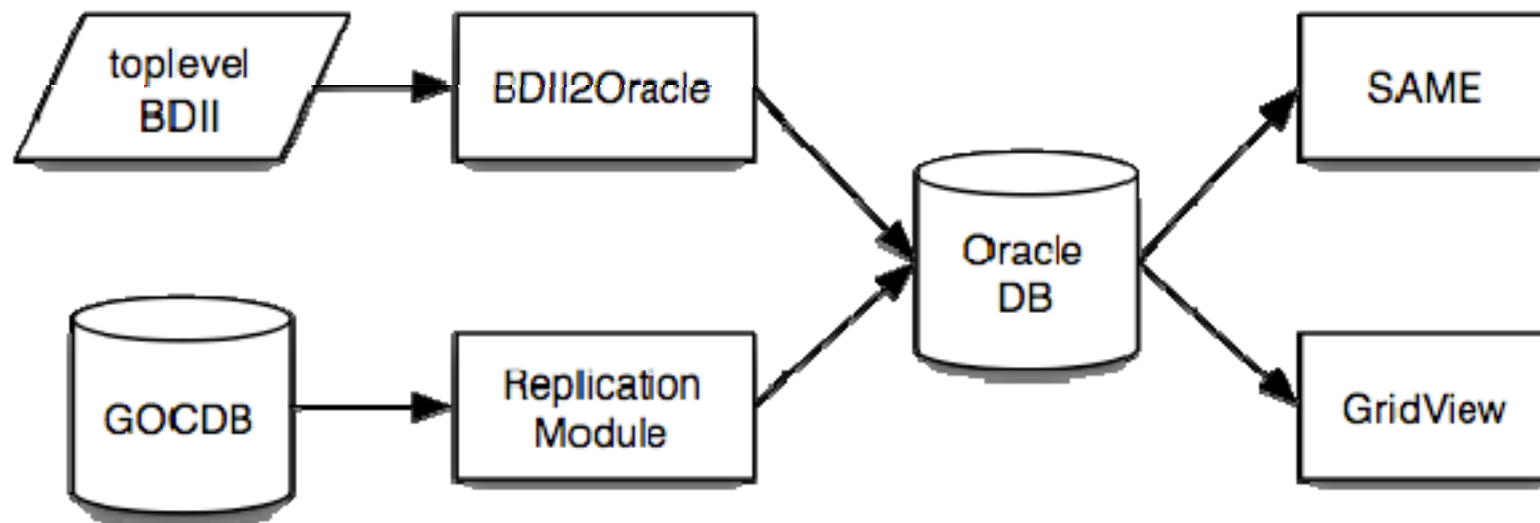 toplevel
BDII
BDII2Oracle
SAME
Oracle
DB
GOCDB
Replication
Module
GridView